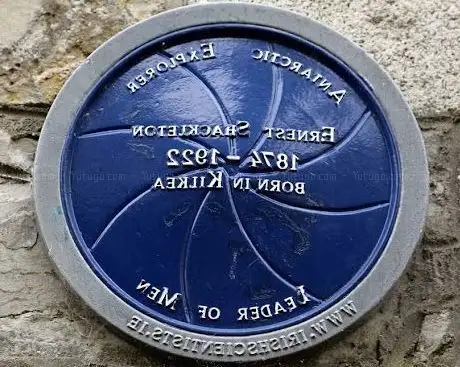 Antarctic Explorer
Ernest Shackleton
1874 – 1922
born in Kilkea
Leader of Men
www.irishscientists.ie